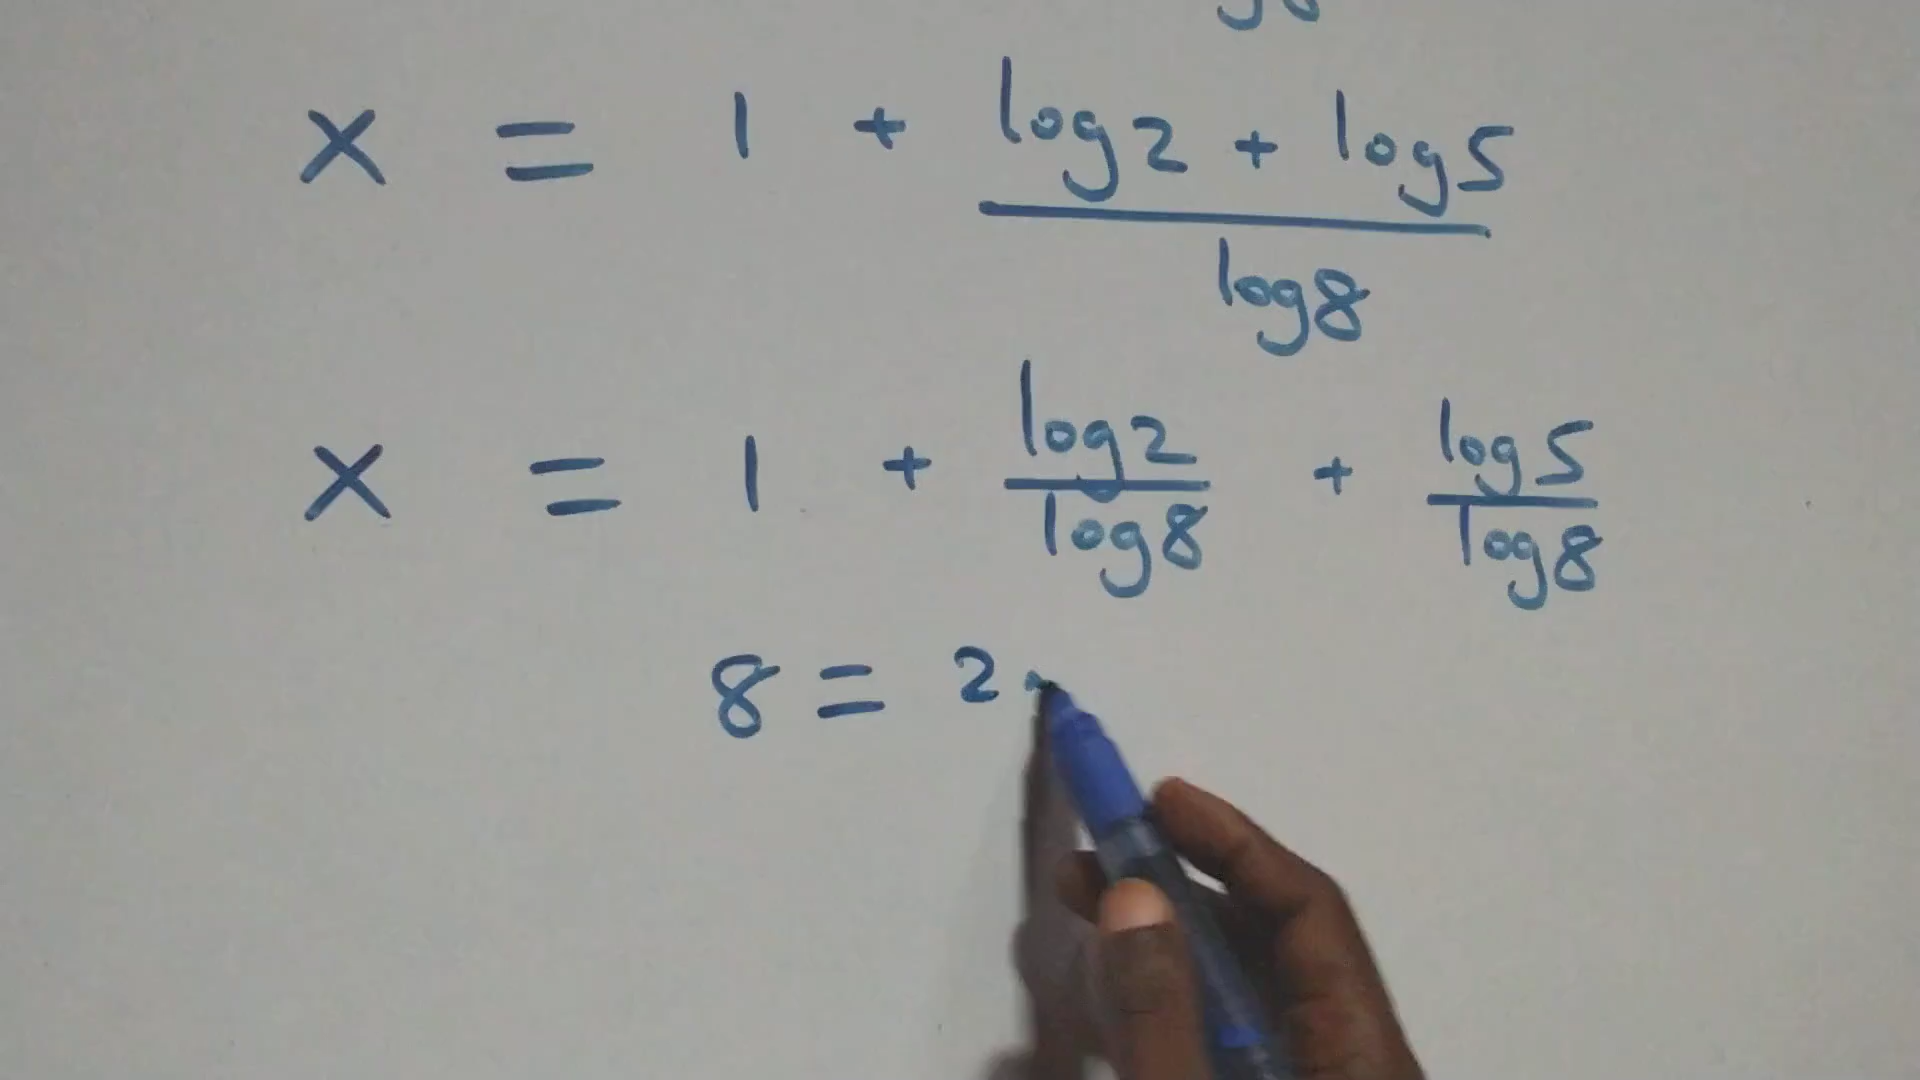 x = 1 + log2 + log5
log8
x = 1 + log2 + log5
log8 log8
8 = 2